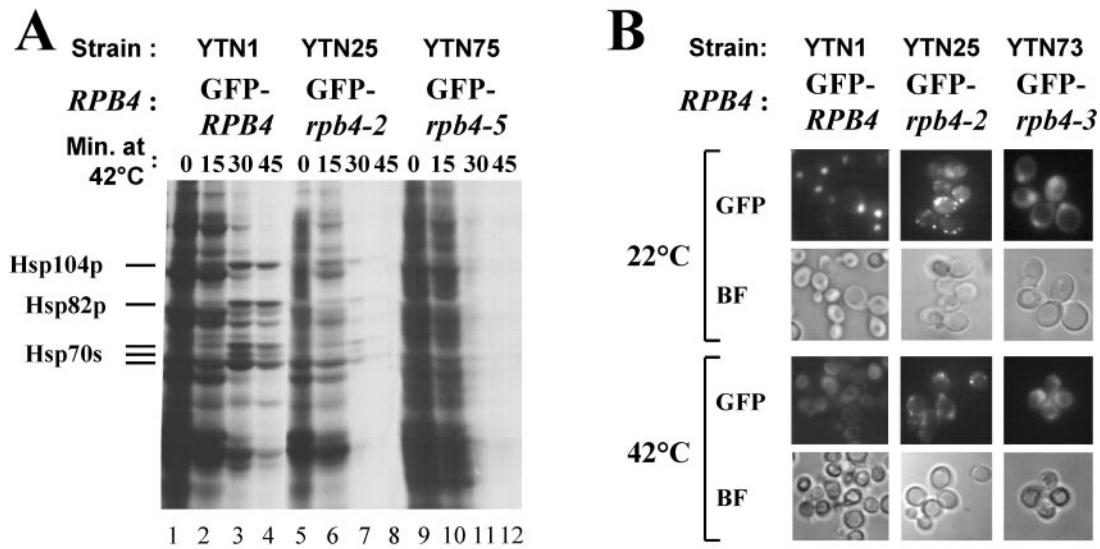 A
Strain : YTN1 YTN25 YTN75
RPB4 : GFP- GFP- GFP-
RPB4 rpb4-2 rpb4-5
Min. at
42°C : 0 15 30 45 0 15 30 45 0 15 30 45
Hsp104p
Hsp82p
Hsp70s
1 2 3 4 5 6 7 8 9 10 11 12
B
Strain: YTN1 YTN25 YTN73
RPB4 : GFP- GFP- GFP-
RPB4 rpb4-2 rpb4-3
22°C
GFP
BF
42°C
GFP
BF